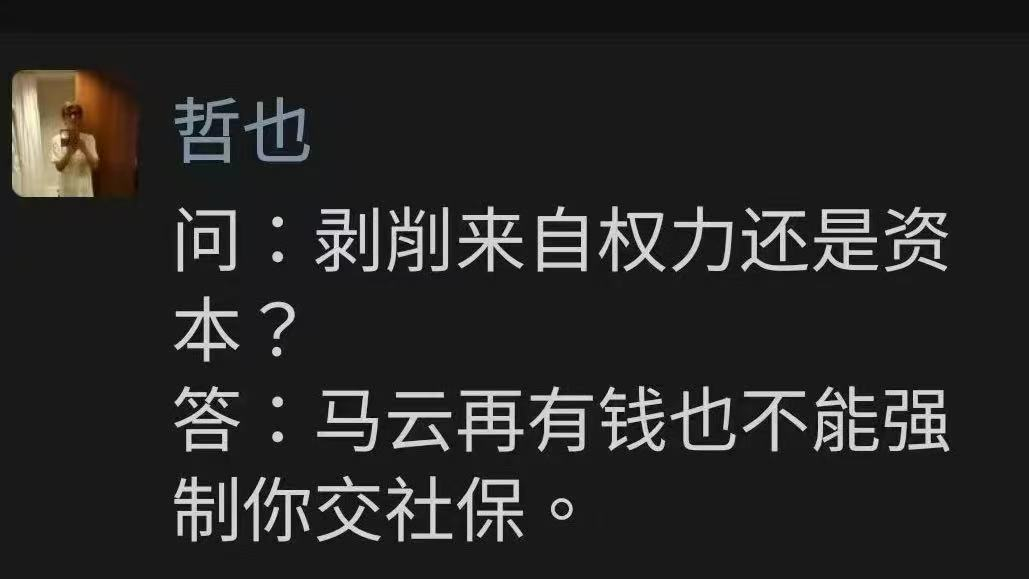 哲也
问：剥削来自权力还是资
本？
答：马云再有钱也不能强
制你交社保。